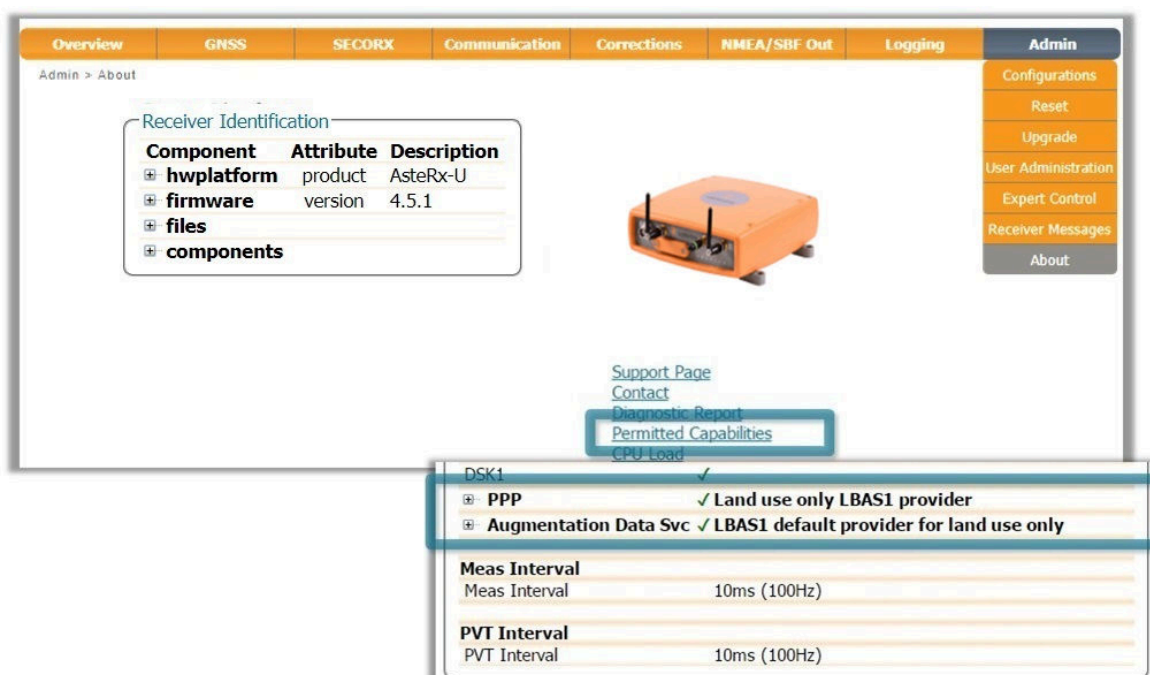 Overview GNSS SECORX Communication Corrections NMEA/SBF Out Logging Admin
Admin > About
Configurations
Reset
Upgrade
User Administration
Expert Control
Receiver Messages
About
Receiver Identification
Component Attribute Description
hwplatform product AsteRx-U
firmware version 4.5.1
files
components
Support Page
Contact
Diagnostic Report
Permitted Capabilities
CPU Load
DSK1 ✓
PPP ✓ Land use only LBAS1 provider
Augmentation Data Svc ✓ LBAS1 default provider for land use only
Meas Interval
Meas Interval 10ms (100Hz)
PVT Interval
PVT Interval 10ms (100Hz)